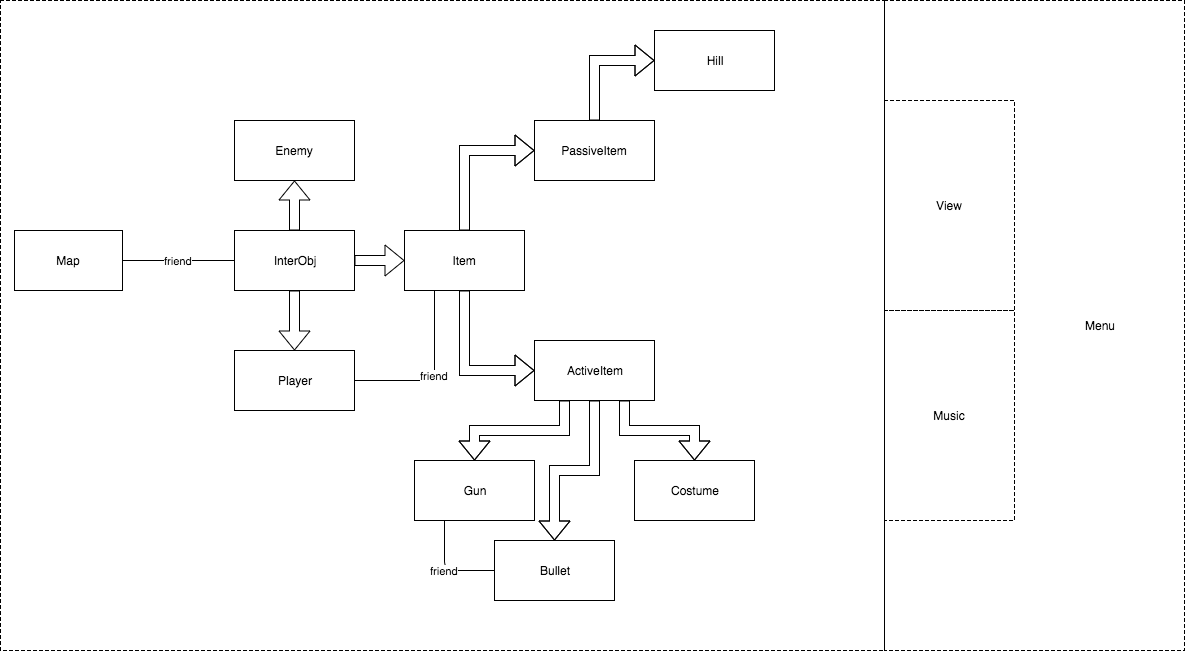 Hill
Enemy
PassiveItem
View
Map
friend
InterObj
Item
Menu
Player
friend
ActiveItem
Music
Gun
Costume
friend
Bullet